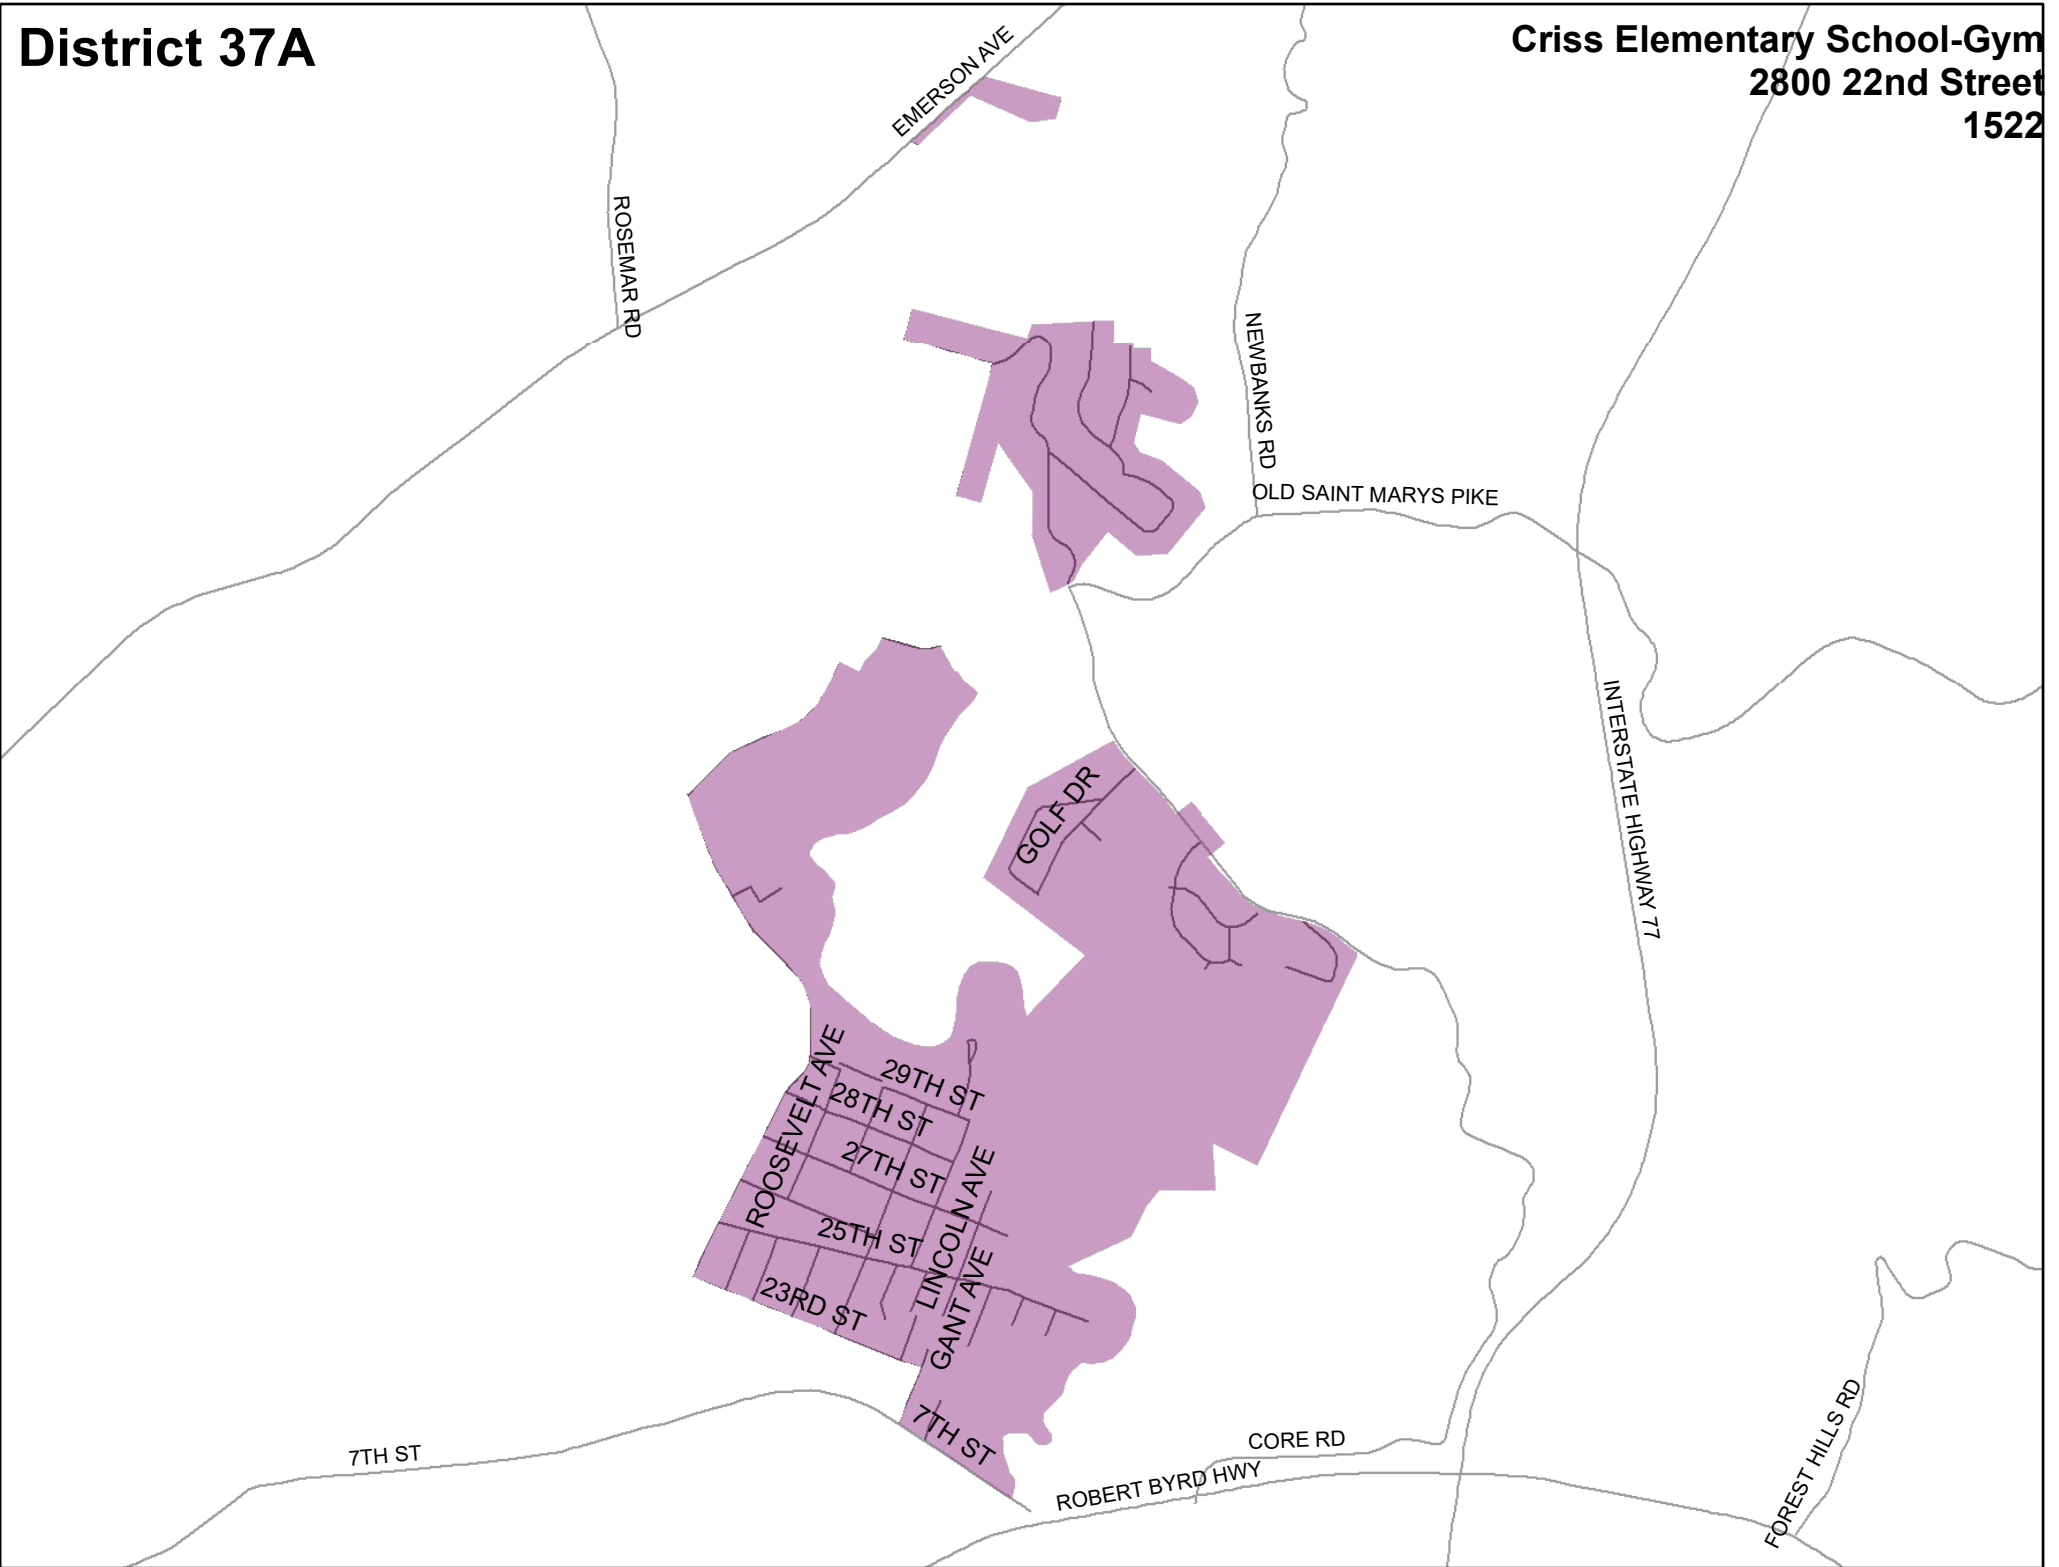 District 37A
Criss Elementary School-Gym
2800 22nd Street
1522
EMERSON AVE
ROSEMAR RD
NEWBANKS RD
OLD SAINT MARYS PIKE
INTERSTATE HIGHWAY 77
GOLF DR
ROOSEVELT AVE
29TH ST
28TH ST
27TH ST
LINCOLN AVE
25TH ST
GANT AVE
23RD ST
7TH ST
7TH ST
CORE RD
ROBERT BYRD HWY
FOREST HILLS RD